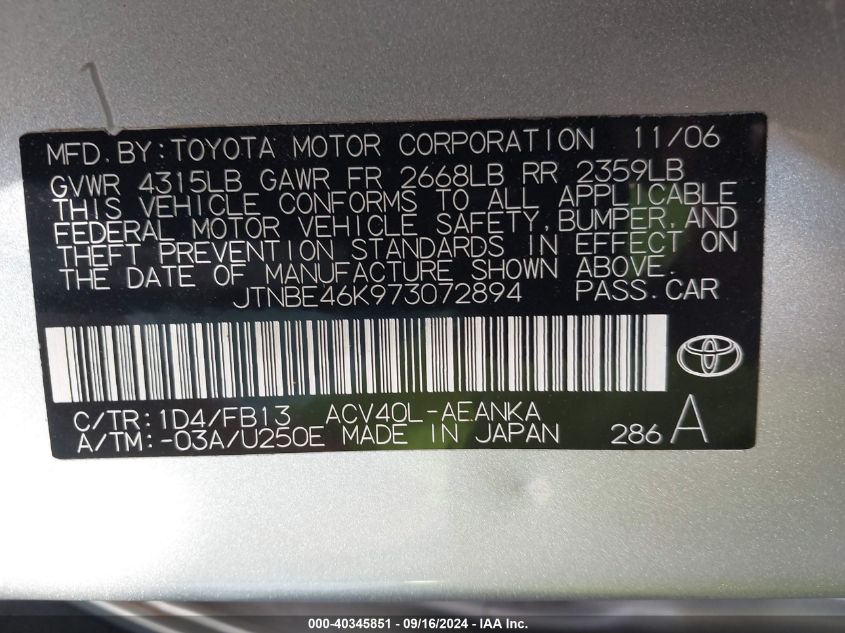 MFD. BY:TOYOTA MOTOR CORPORATION 11/06
GVWR 4315LB GAWR FR 2668LB RR 2359LB
THIS VEHICLE CONFORMS TO ALL APPLICABLE
FEDERAL MOTOR VEHICLE SAFETY, BUMPER, AND
THEFT PREVENTION STANDARDS IN EFFECT ON
THE DATE OF MANUFACTURE SHOWN ABOVE.
JTNBE46K973072894 PASS.CAR
C/TR:1D4/FB13 ACV40L-AEANKA
A/TM:-03A/U250E MADE IN JAPAN 286 A
000-40345851 - 09/16/2024 - IAA Inc.